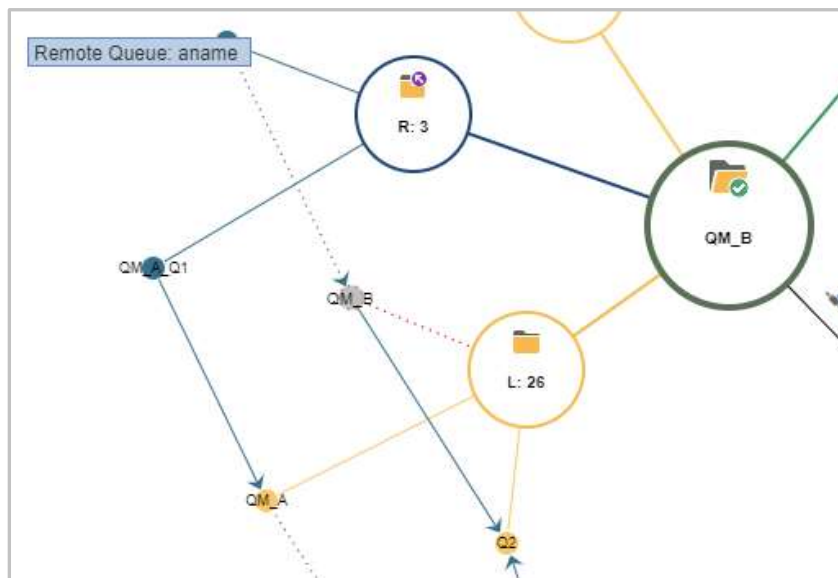 Remote Queue: aname
R: 3
QM_B
QM_A_Q1
QM_B
L: 26
QM_A
Q2